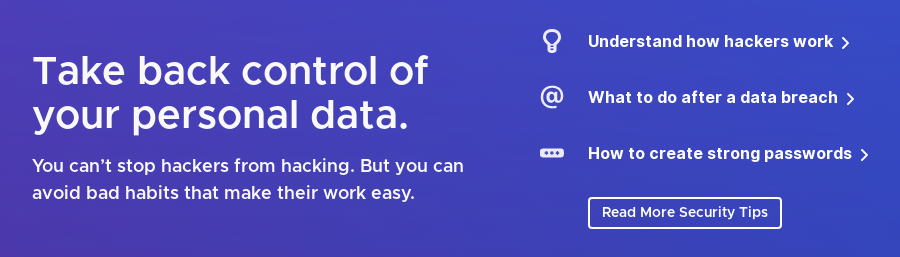 Take back control of
your personal data.
You can’t stop hackers from hacking. But you can
avoid bad habits that make their work easy.
Understand how hackers work
What to do after a data breach
How to create strong passwords
Read More Security Tips